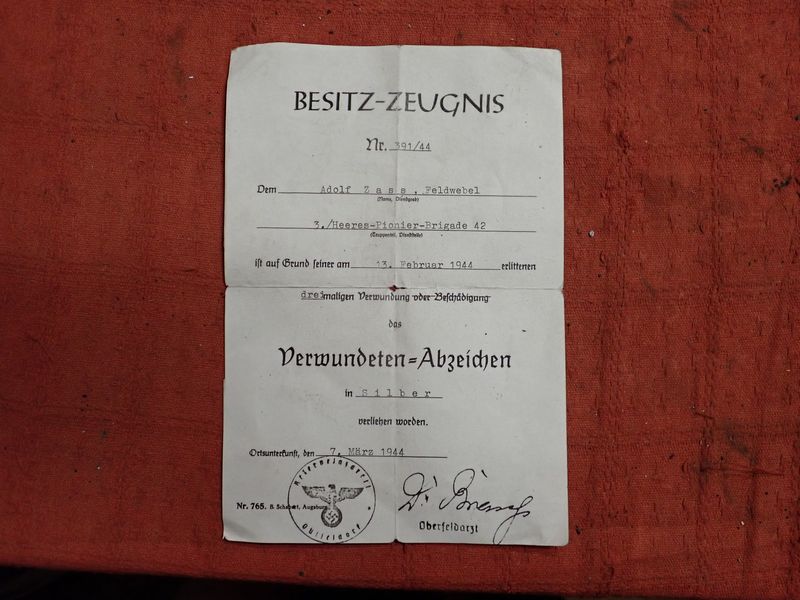 BESITZ-ZEUGNIS
Nr. 391/44
Dem Adolf Zass, Feldwebel
(Name, Dienstgrad)
3./Heeres-Pionier-Brigade 42
(Truppenteil, Dienststelle)
ist auf Grund seiner am 13. Februar 1944 erlittenen
dreimaligen Verwundung oder Beschädigung
das
Verwundeten-Abzeichen
in Silber
verliehen worden.
Ortsunterkunft, den 7. März 1944
Nr. 765. B. Augsburg
Dr.
Oberfeldarzt